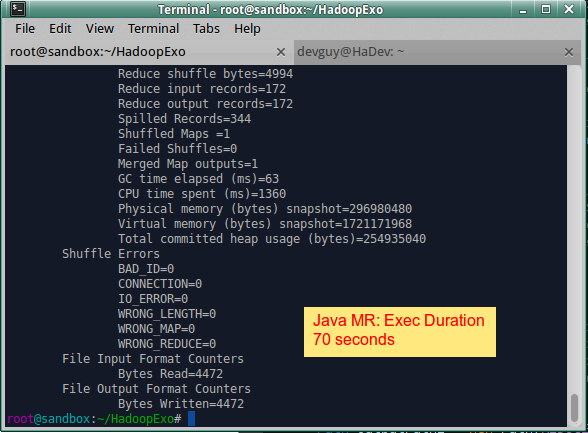 Terminal - root@sandbox:~/HadoopExo
File Edit View Terminal Tabs Help
root@sandbox:~/HadoopExo
devguy@HaDev: ~
Reduce shuffle bytes=4994
Reduce input records=172
Reduce output records=172
Spilled Records=344
Shuffled Maps =1
Failed Shuffles=0
Merged Map outputs=1
GC time elapsed (ms)=63
CPU time spent (ms)=1360
Physical memory (bytes) snapshot=296980480
Virtual memory (bytes) snapshot=1721171968
Total committed heap usage (bytes)=254935040
Shuffle Errors
BAD_ID=0
CONNECTION=0
IO_ERROR=0
WRONG_LENGTH=0
WRONG_MAP=0
WRONG_REDUCE=0
Java MR: Exec Duration
70 seconds
File Input Format Counters
Bytes Read=4472
File Output Format Counters
Bytes Written=4472
root@sandbox:~/HadoopExo#